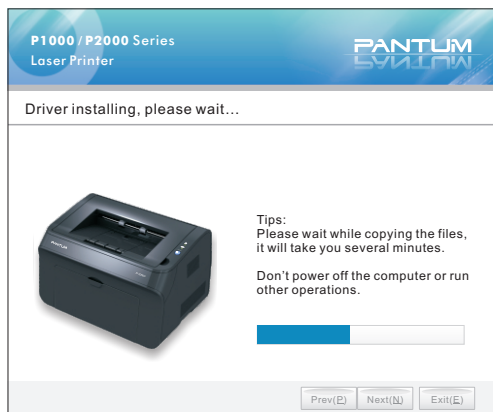 P1000/P2000 Series
Laser Printer
PANTUM
Driver installing, please wait...
PANTUM
Tips:
Please wait while copying the files,
it will take you several minutes.
Don't power off the computer or run
other operations.
Prev(P) Next(N) Exit(E)